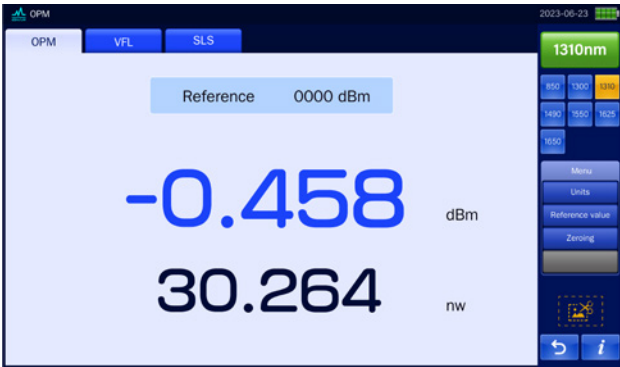 OPM 2023-06-23
OPM VFL SLS
1310nm
Reference 0000 dBm
850 1300 1310
1490 1550 1625
1650
-0.458 dBm
30.264 nw
Menu
Units
Reference value
Zeroing
i